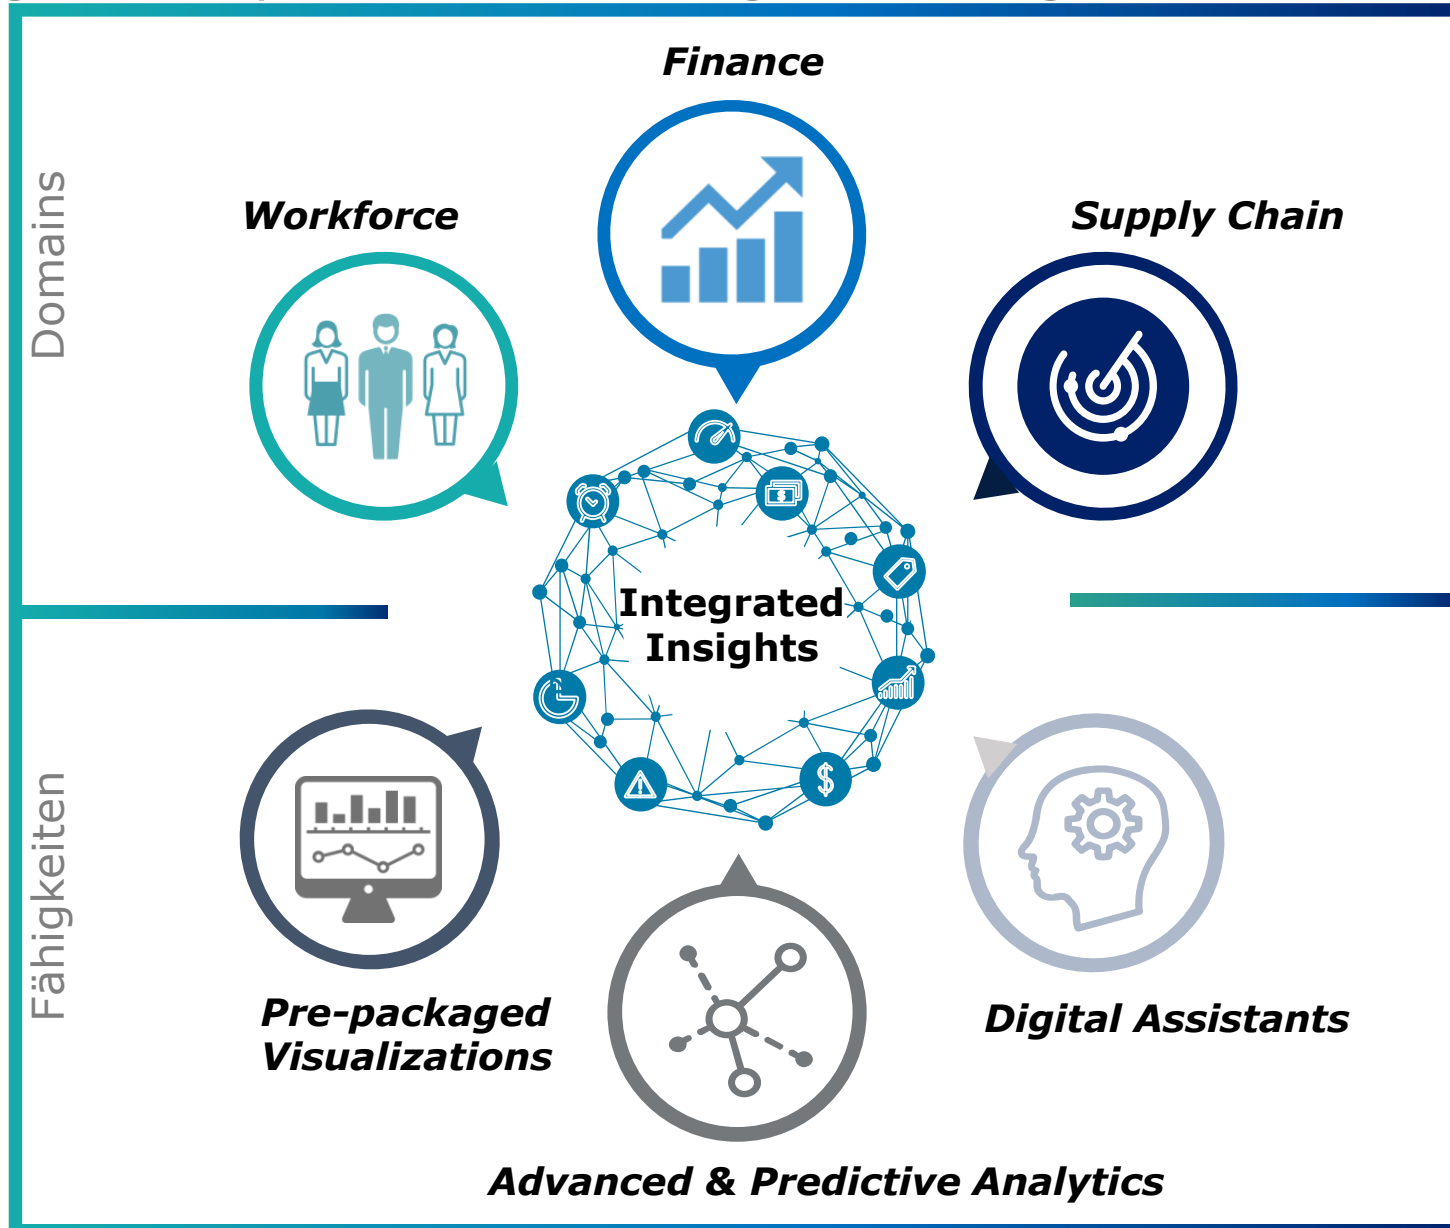 Finance
Workforce
Supply Chain
Domains
Integrated
Insights
Fähigkeiten
Pre-packaged
Visualizations
Digital Assistants
Advanced & Predictive Analytics